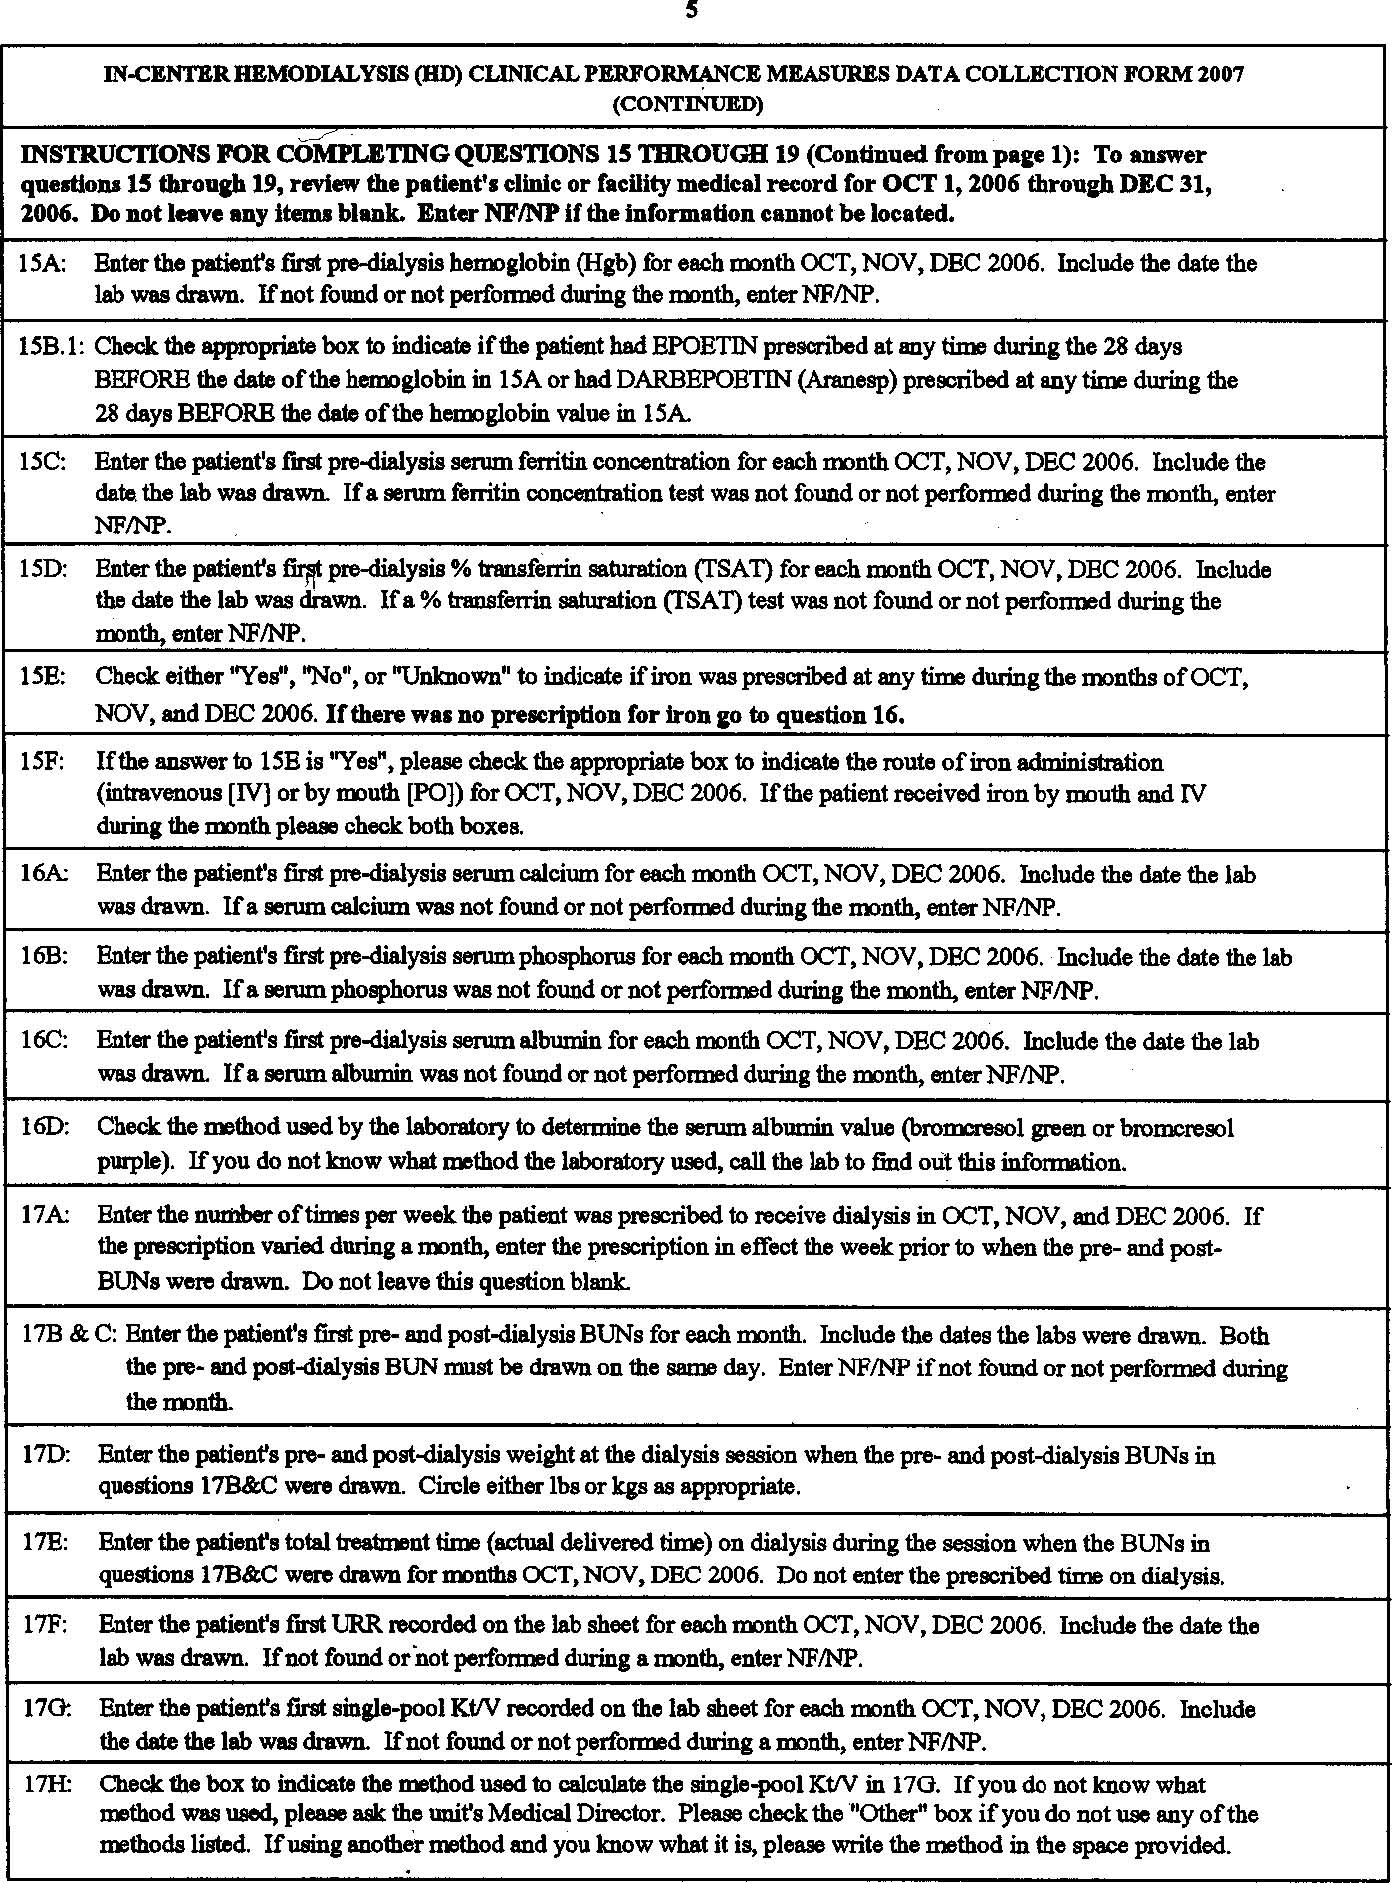 5
IN-CENTER HEMODIALYSIS (HD) CLINICAL PERFORMANCE MEASURES DATA COLLECTION FORM 2007
(CONTINUED)
INSTRUCTIONS FOR COMPLETING QUESTIONS 15 THROUGH 19 (Continued from page 1): To answer
questions 15 through 19, review the patient's clinic or facility medical record for OCT 1, 2006 through DEC 31,
2006. Do not leave any items blank. Enter NF/NP if the information cannot be located.
15A: Enter the patient's first pre-dialysis hemoglobin (Hgb) for each month OCT, NOV, DEC 2006. Include the date the
lab was drawn. If not found or not performed during the month, enter NF/NP.
15B.1: Check the appropriate box to indicate if the patient had EPOETIN prescribed at any time during the 28 days
BEFORE the date of the hemoglobin in 15A or had DARBEPOETIN (Aranesp) prescribed at any time during the
28 days BEFORE the date of the hemoglobin value in 15A.
15C: Enter the patient's first pre-dialysis serum ferritin concentration for each month OCT, NOV, DEC 2006. Include the
date the lab was drawn. If a serum ferritin concentration test was not found or not performed during the month, enter
NF/NP.
15D: Enter the patient's first pre-dialysis % transferrin saturation (TSAT) for each month OCT, NOV, DEC 2006. Include
the date the lab was drawn. If a % transferrin saturation (TSAT) test was not found or not performed during the
month, enter NF/NP.
15E: Check either "Yes", "No", or "Unknown" to indicate if iron was prescribed at any time during the months of OCT,
NOV, and DEC 2006. If there was no prescription for iron go to question 16.
15F: If the answer to 15E is "Yes", please check the appropriate box to indicate the route of iron administration
(intravenous [IV] or by mouth [PO]) for OCT, NOV, DEC 2006. If the patient received iron by mouth and IV
during the month please check both boxes.
16A: Enter the patient's first pre-dialysis serum calcium for each month OCT, NOV, DEC 2006. Include the date the lab
was drawn. If a serum calcium was not found or not performed during the month, enter NF/NP.
16B: Enter the patient's first pre-dialysis serum phosphorus for each month OCT, NOV, DEC 2006. Include the date the lab
was drawn. If a serum phosphorus was not found or not performed during the month, enter NF/NP.
16C: Enter the patient's first pre-dialysis serum albumin for each month OCT, NOV, DEC 2006. Include the date the lab
was drawn. If a serum albumin was not found or not performed during the month, enter NF/NP.
16D: Check the method used by the laboratory to determine the serum albumin value (bromcresol green or bromcresol
purple). If you do not know what method the laboratory used, call the lab to find out this information.
17A: Enter the number of times per week the patient was prescribed to receive dialysis in OCT, NOV, and DEC 2006. If
the prescription varied during a month, enter the prescription in effect the week prior to when the pre- and post-
BUNs were drawn. Do not leave this question blank.
17B & C: Enter the patient's first pre- and post-dialysis BUNs for each month. Include the dates the labs were drawn. Both
the pre- and post-dialysis BUN must be drawn on the same day. Enter NF/NP if not found or not performed during
the month.
17D: Enter the patient's pre- and post-dialysis weight at the dialysis session when the pre- and post-dialysis BUNs in
questions 17B&C were drawn. Circle either lbs or kgs as appropriate.
17E: Enter the patient's total treatment time (actual delivered time) on dialysis during the session when the BUNs in
questions 17B&C were drawn for months OCT, NOV, DEC 2006. Do not enter the prescribed time on dialysis.
17F: Enter the patient's first URR recorded on the lab sheet for each month OCT, NOV, DEC 2006. Include the date the
lab was drawn. If not found or not performed during a month, enter NF/NP.
17G: Enter the patient's first single-pool Kt/V recorded on the lab sheet for each month OCT, NOV, DEC 2006. Include
the date the lab was drawn. If not found or not performed during a month, enter NF/NP.
17H: Check the box to indicate the method used to calculate the single-pool Kt/V in 17G. If you do not know what
method was used, please ask the unit's Medical Director. Please check the "Other" box if you do not use any of the
methods listed. If using another method and you know what it is, please write the method in the space provided.